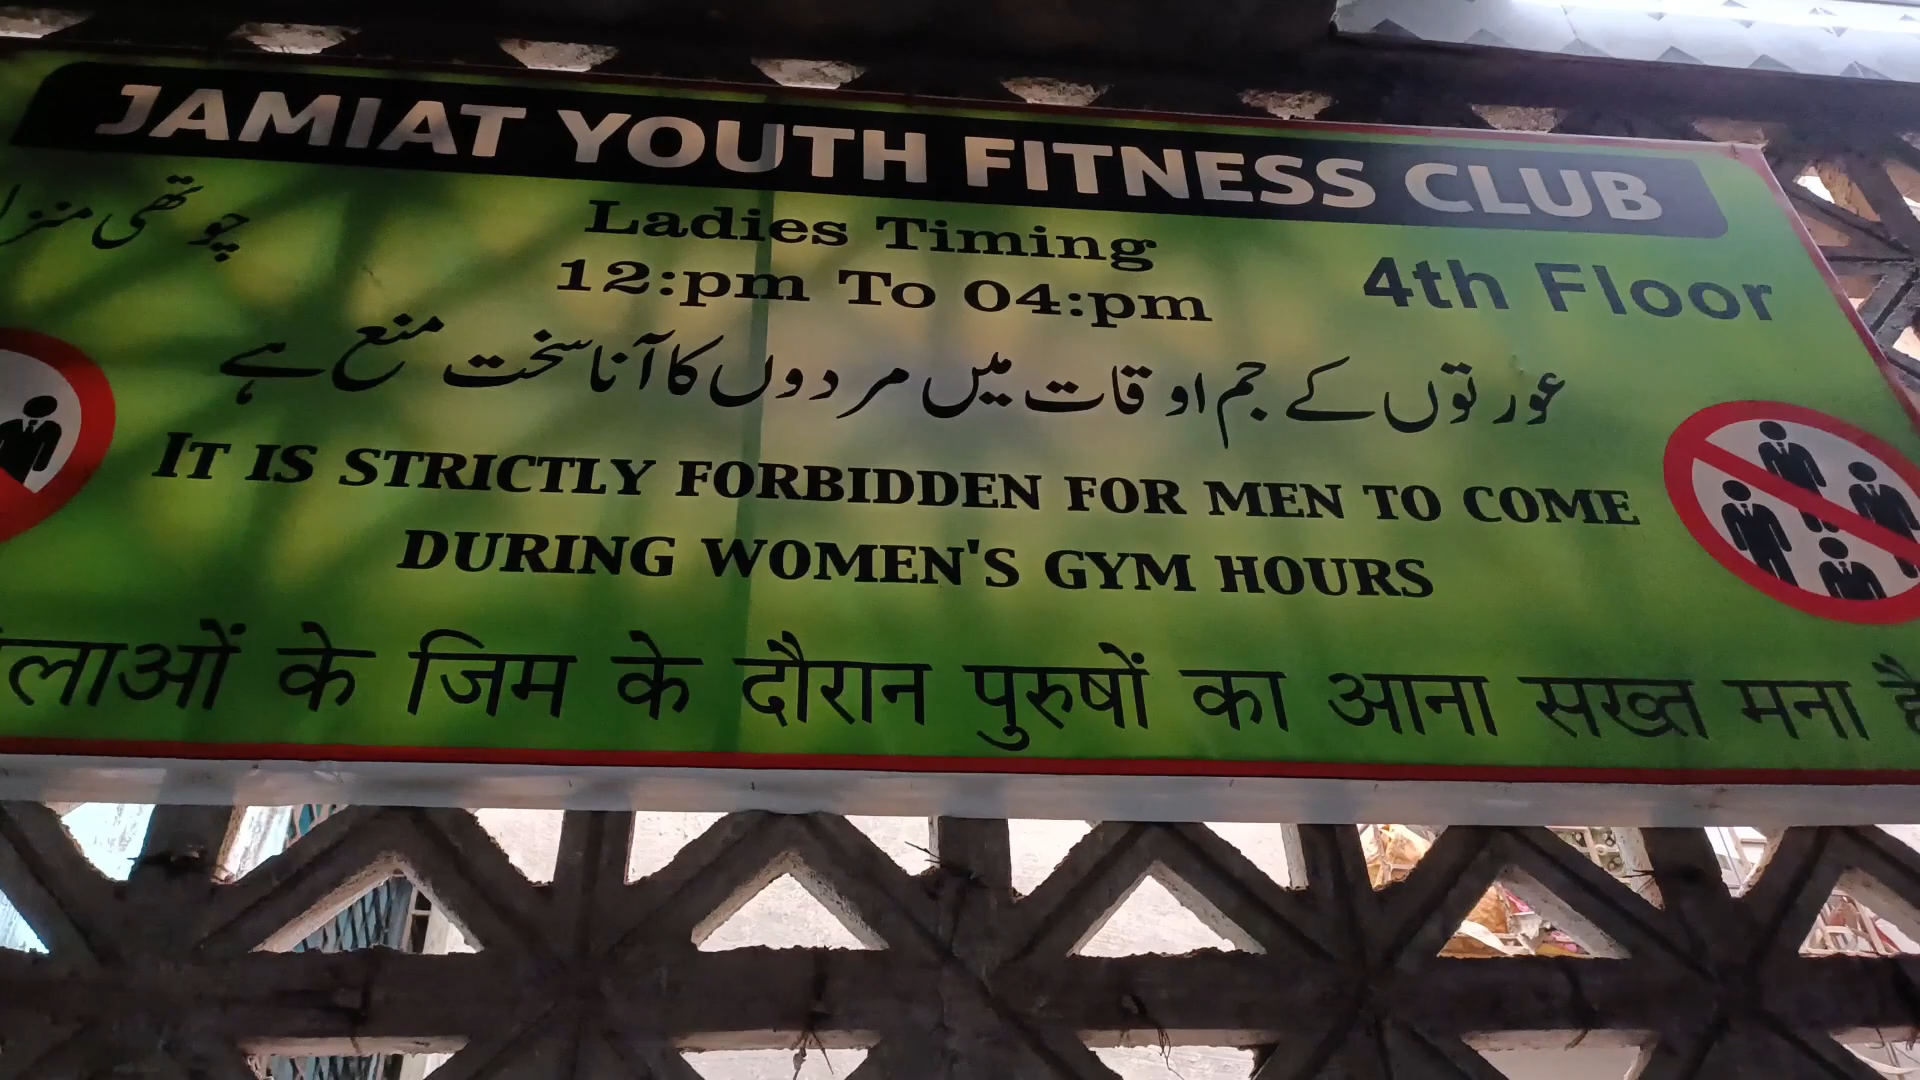 JAMIAT YOUTH FITNESS CLUB
چوتھی
Ladies Timing
4th Floor
12:pm To 04:pm
عورتوں کے جم اوقات میں مردوں کا آنا سخت منع ہے
IT IS STRICTLY FORBIDDEN FOR MEN TO COME
DURING WOMEN'S GYM HOURS
के जिम के दौरान पुरुषों का आना सख्त मना है